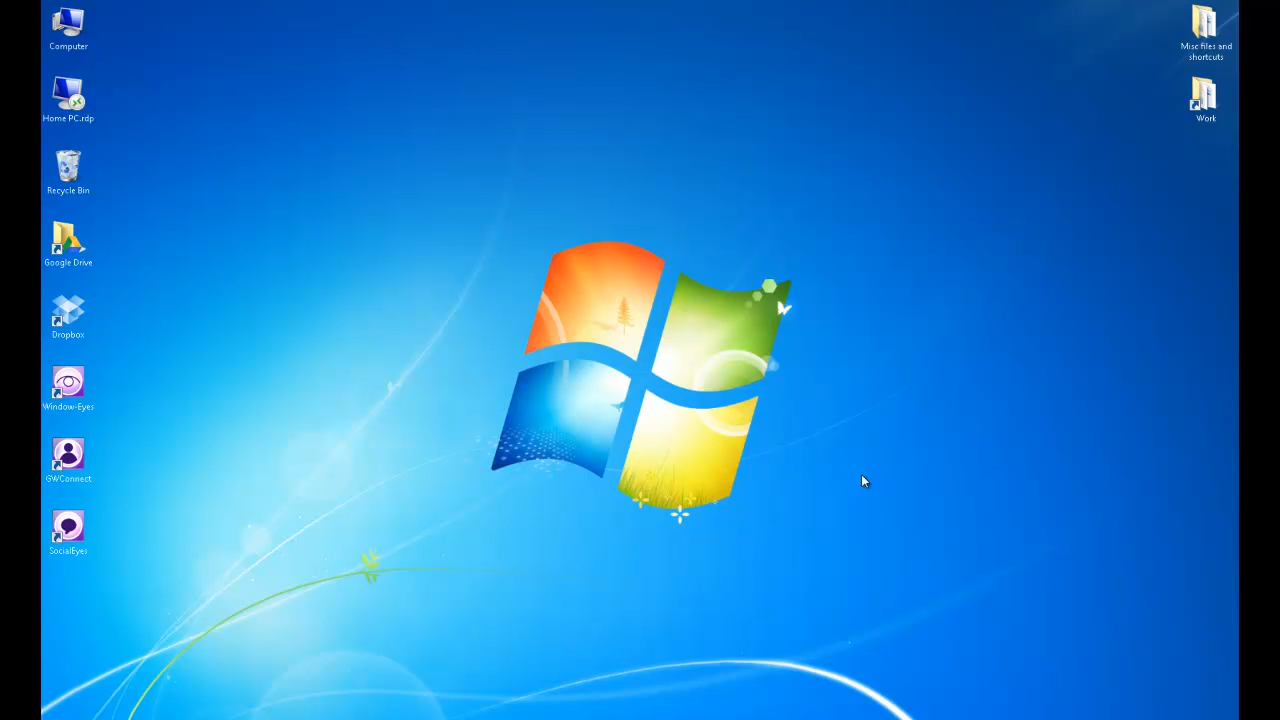 Computer
Home PC.rdp
Recycle Bin
Google Drive
Dropbox
Window-Eyes
GWConnect
SocialEyes
Misc files and
shortcuts
Work